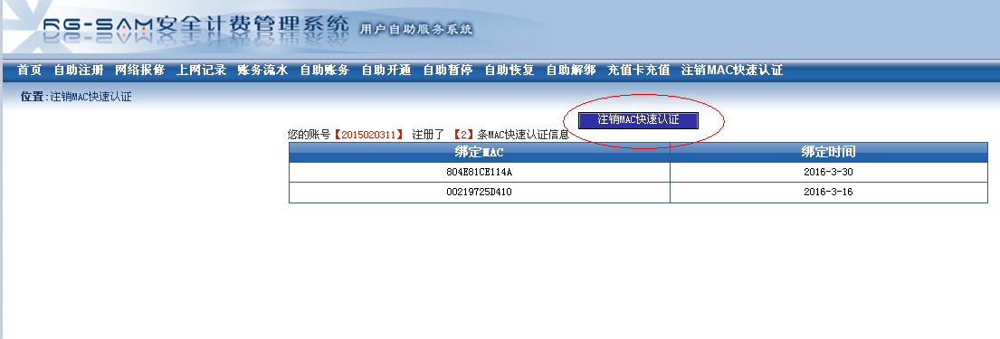 RG-SAM安全计费管理系统 用户自助服务系统
首页 自助注册 网络报修 上网记录 账务流水 自助账务 自助开通 自助暂停 自助恢复 自助解绑 充值卡充值 注销MAC快速认证
位置:注销MAC快速认证
注销MAC快速认证
您的账号【2015020311】 注册了 【2】条MAC快速认证信息
绑定MAC 绑定时间
804E81CE114A 2016-3-30
00219725D410 2016-3-16